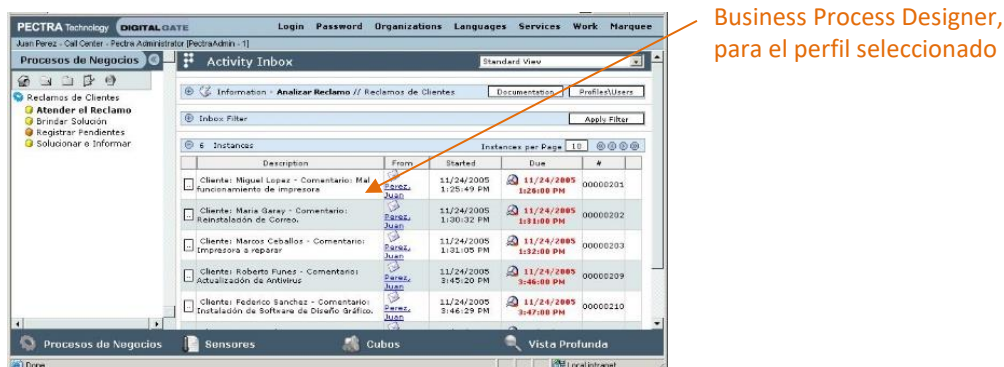 Business Process Designer,
para el perfil seleccionado
PECTRA Technology DIGITALGATE Login Password Organizations Languages Services Work Marquee
Juan Perez - Call Center - Pectra Administrator [PectraAdmin - 1]
Procesos de Negocios
Activity Inbox
Standard View
Reclamos de Clientes
Atender el Reclamo
Brindar Solución
Registrar Pendientes
Solucionar e Informar
Information - Analizar Reclamo // Reclamos de Clientes Documentation Profiles\Users
Inbox Filter Apply Filter
6 Instances Instances per Page 10
Description From Started Due #
Cliente: Miguel Lopez - Comentario: Mal
funcionamiento de impresora
Perez,
Juan
11/24/2005
1:25:49 PM
11/24/2005
1:26:00 PM
00000201
Cliente: Maria Garay - Comentario:
Reinstalación de Correo.
Perez,
Juan
11/24/2005
1:30:32 PM
11/24/2005
1:31:00 PM
00000202
Cliente: Marcos Ceballos - Comentario:
Impresora a reparar
Perez,
Juan
11/24/2005
1:31:05 PM
11/24/2005
1:32:00 PM
00000203
Cliente: Roberto Funes - Comentario:
Actualización de Antivirus
Perez,
Juan
11/24/2005
3:45:20 PM
11/24/2005
3:46:00 PM
00000209
Cliente: Federico Sanchez - Comentario:
Instalación de Software de Diseño Gráfico.
Perez,
Juan
11/24/2005
3:46:29 PM
11/24/2005
3:47:00 PM
00000210
Procesos de Negocios Sensores Cubos Vista Profunda
Done Local intranet